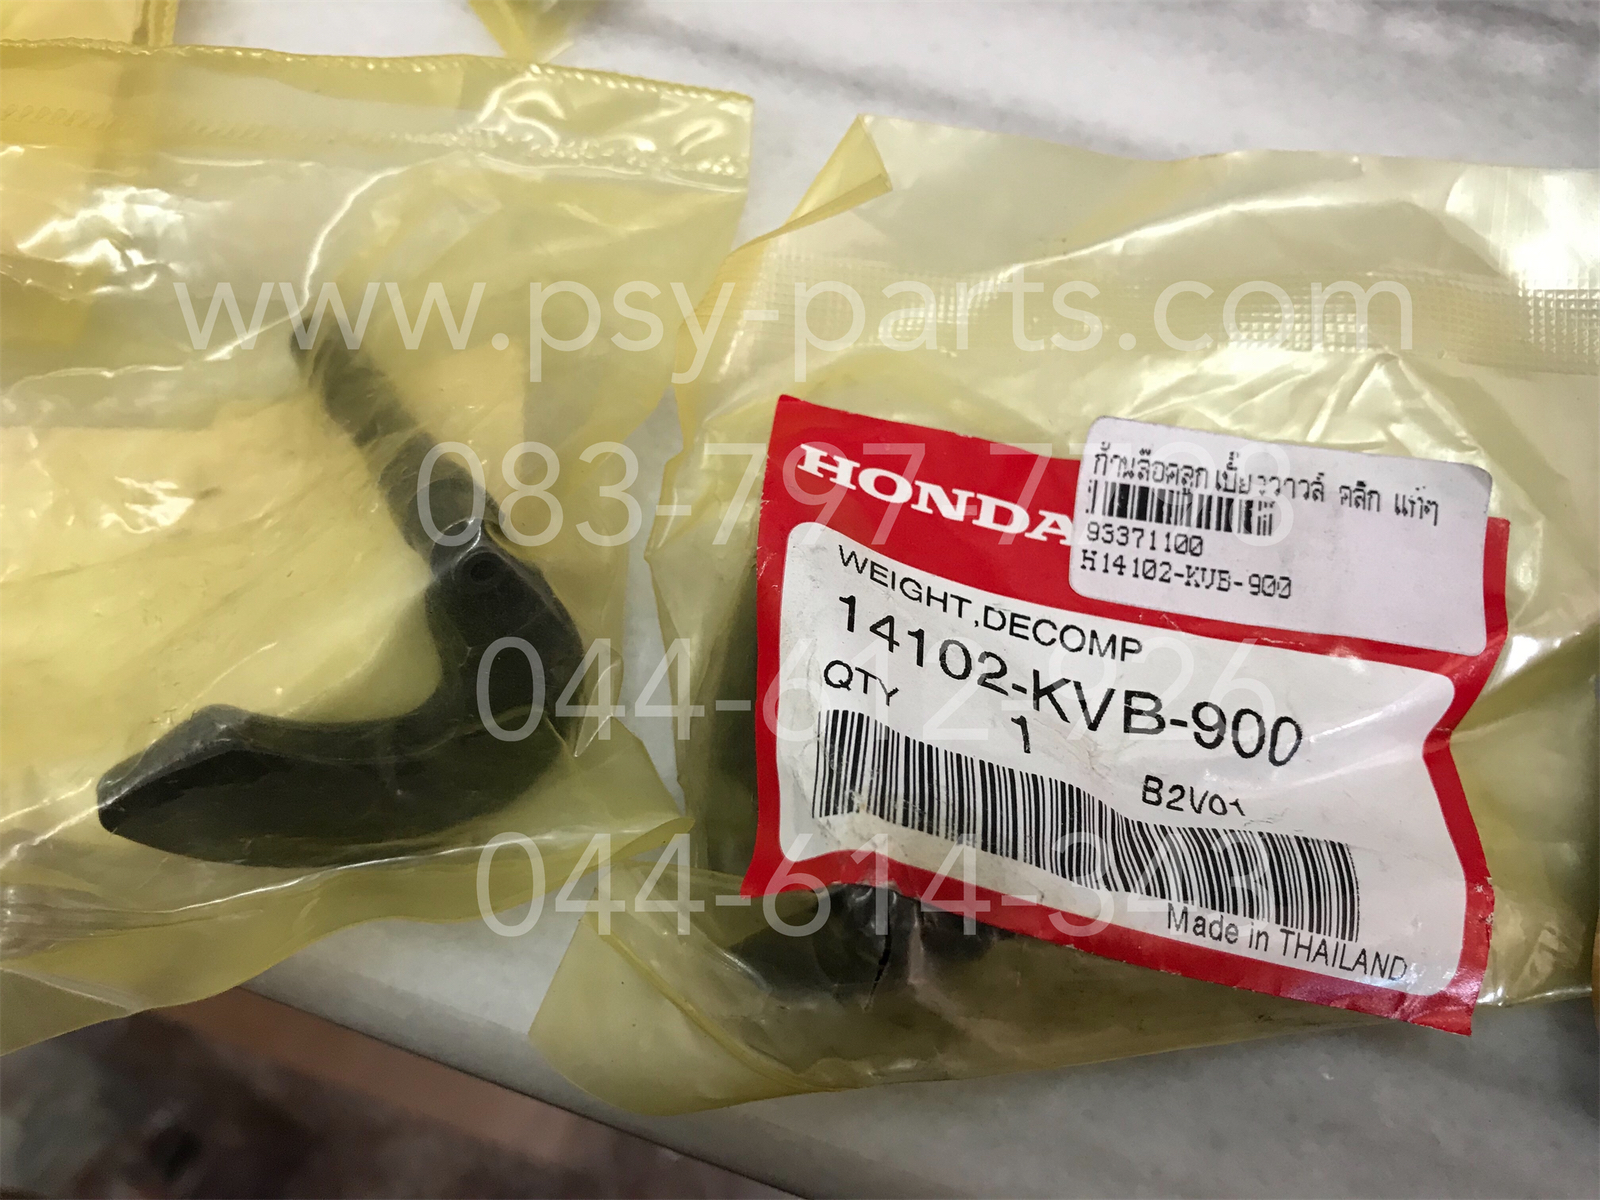 www.psy-parts.com
083-797-7798
044-612-926
044-614-343
HONDA
ก้านล๊อคลูกเบี้ยววาวล์ คลิก แท้ๆ
93371100
H14102-KVB-900
WEIGHT,DECOMP
14102-KVB-900
QTY 1
B2V01
Made in THAILAND